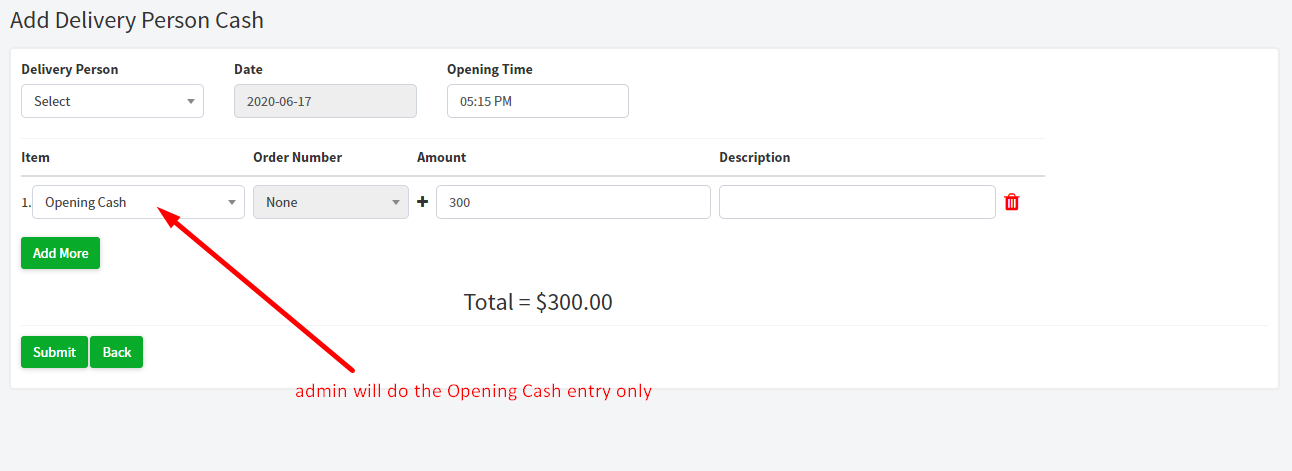 Add Delivery Person Cash
Delivery Person Date Opening Time
Select 2020-06-17 05:15 PM
Item Order Number Amount Description
1. Opening Cash None + 300
Add More
Total = $300.00
Submit Back
admin will do the Opening Cash entry only